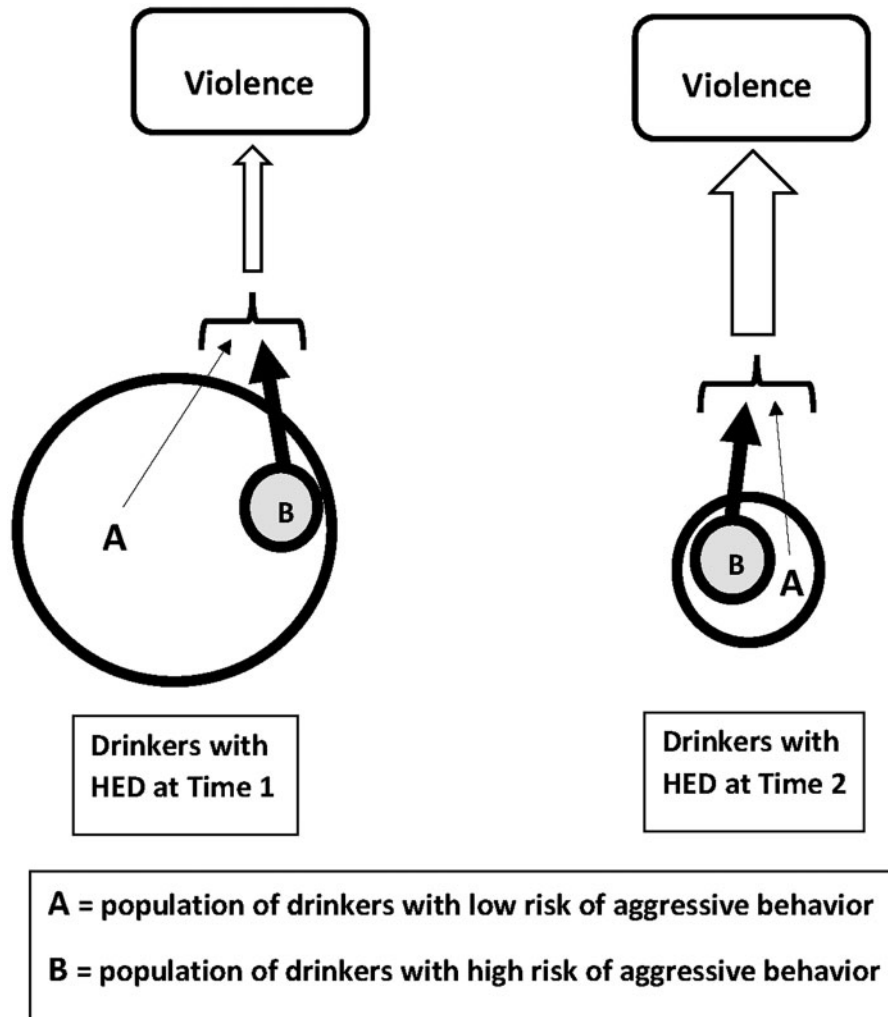 Violence
Violence
B
A
B
A
Drinkers with
HED at Time 1
Drinkers with
HED at Time 2
A = population of drinkers with low risk of aggressive behavior
B = population of drinkers with high risk of aggressive behavior